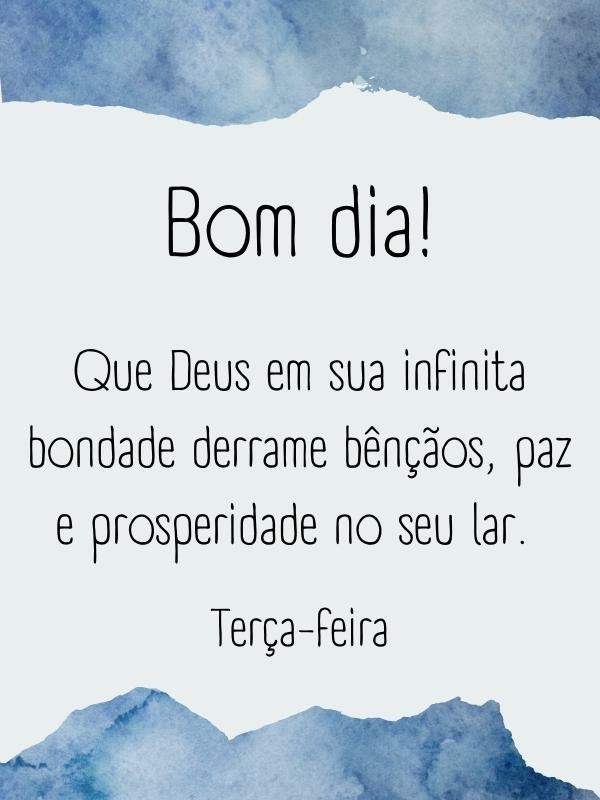 Bom dia!
Que Deus em sua infinita
bondade derrame bênçãos, paz
e prosperidade no seu lar.
Terça-feira